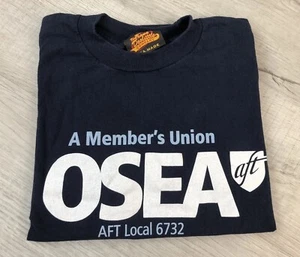 A Member's Union
OSEA
aft
AFT Local 6732